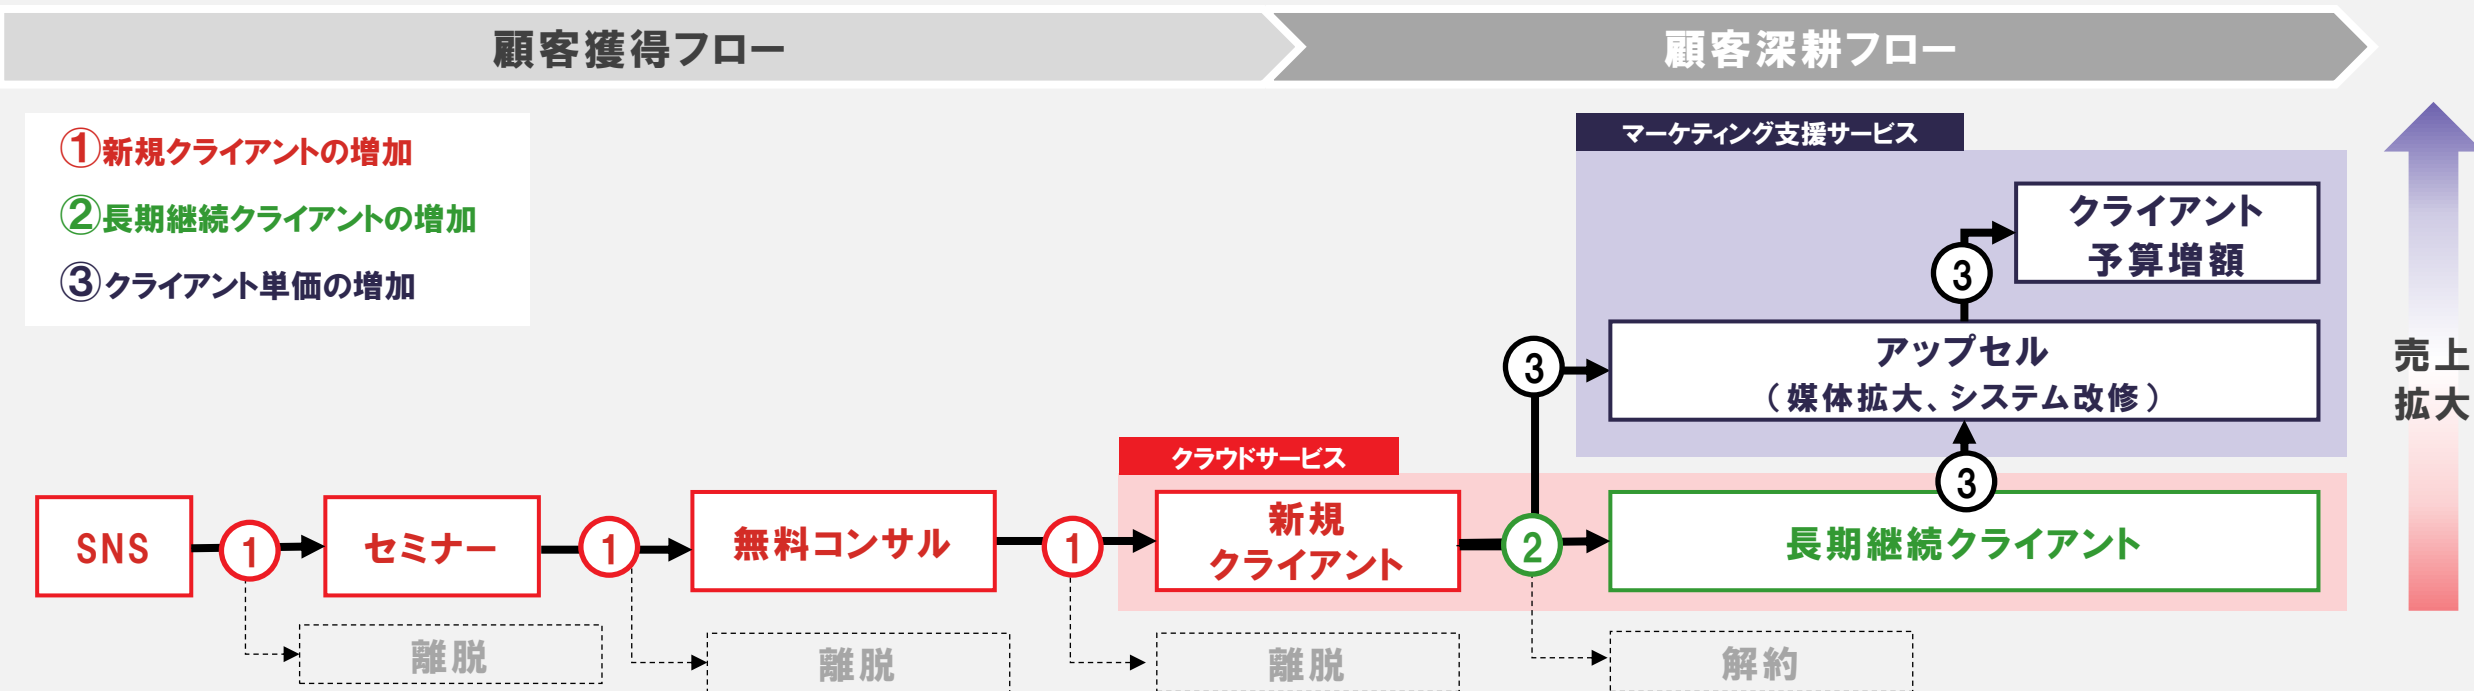 顧客獲得フロー
顧客深耕フロー
①新規クライアントの増加
②長期継続クライアントの増加
③クライアント単価の増加
マーケティング支援サービス
クライアント
予算増額
3
アップセル
（媒体拡大、システム改修）
3
売上
拡大
クラウドサービス
3
SNS
1
セミナー
1
無料コンサル
1
新規
クライアント
2
長期継続クライアント
離脱
離脱
離脱
解約